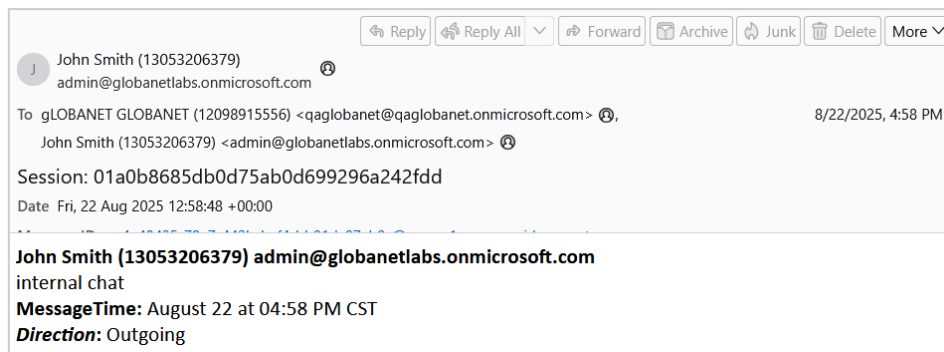 Reply Reply All Forward Archive Junk Delete More
J John Smith (13053206379)
admin@globanetlabs.onmicrosoft.com
To gLOBANET GLOBANET (12098915556) <qaglobanet@qaglobanet.onmicrosoft.com>, 8/22/2025, 4:58 PM
John Smith (13053206379) <admin@globanetlabs.onmicrosoft.com>
Session: 01a0b8685db0d75ab0d699296a242fdd
Date Fri, 22 Aug 2025 12:58:48 +00:00
John Smith (13053206379) admin@globanetlabs.onmicrosoft.com
internal chat
MessageTime: August 22 at 04:58 PM CST
Direction: Outgoing